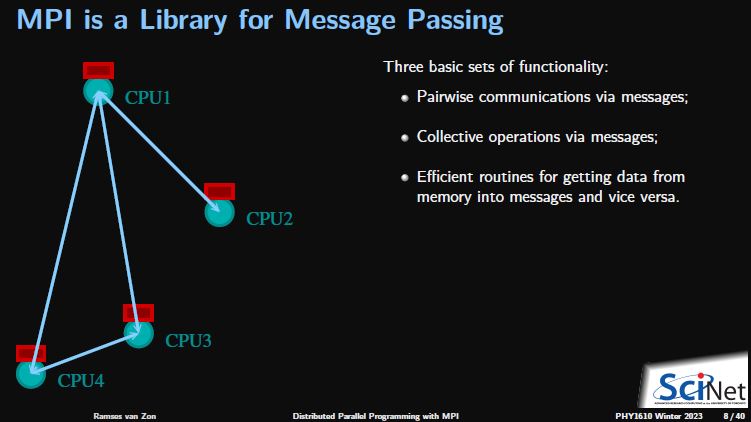 MPI is a Library for Message Passing
CPU1
CPU2
CPU3
CPU4
Three basic sets of functionality:
Pairwise communications via messages;
Collective operations via messages;
Efficient routines for getting data from
memory into messages and vice versa.
SciNet
Ramses van Zon
Distributed Parallel Programming with MPI
PHY1610 Winter 2023
8 / 40